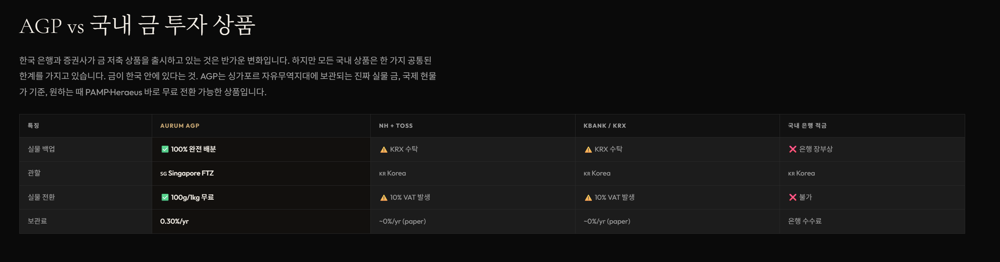 AGP vs 국내 금 투자 상품
한국 은행과 증권사가 금 저축 상품을 출시하고 있는 것은 반가운 변화입니다. 하지만 모든 국내 상품은 한 가지 공통된
한계를 가지고 있습니다. 금이 한국 안에 있다는 것. AGP는 싱가포르 자유무역지대에 보관되는 진짜 실물 금, 국제 현물
가 기준, 원하는 때 PAMP·Heraeus 바로 무료 전환 가능한 상품입니다.
특징 AURUM AGP NH + TOSS KBANK / KRX 국내 은행 적금
실물 백업 ✅ 100% 완전 배분 ⚠️ KRX 수탁 ⚠️ KRX 수탁 ❌ 은행 장부상
관할 SG Singapore FTZ KR Korea KR Korea KR Korea
실물 전환 ✅ 100g/1kg 무료 ⚠️ 10% VAT 발생 ⚠️ 10% VAT 발생 ❌ 불가
보관료 0.30%/yr ~0%/yr (paper) ~0%/yr (paper) 은행 수수료